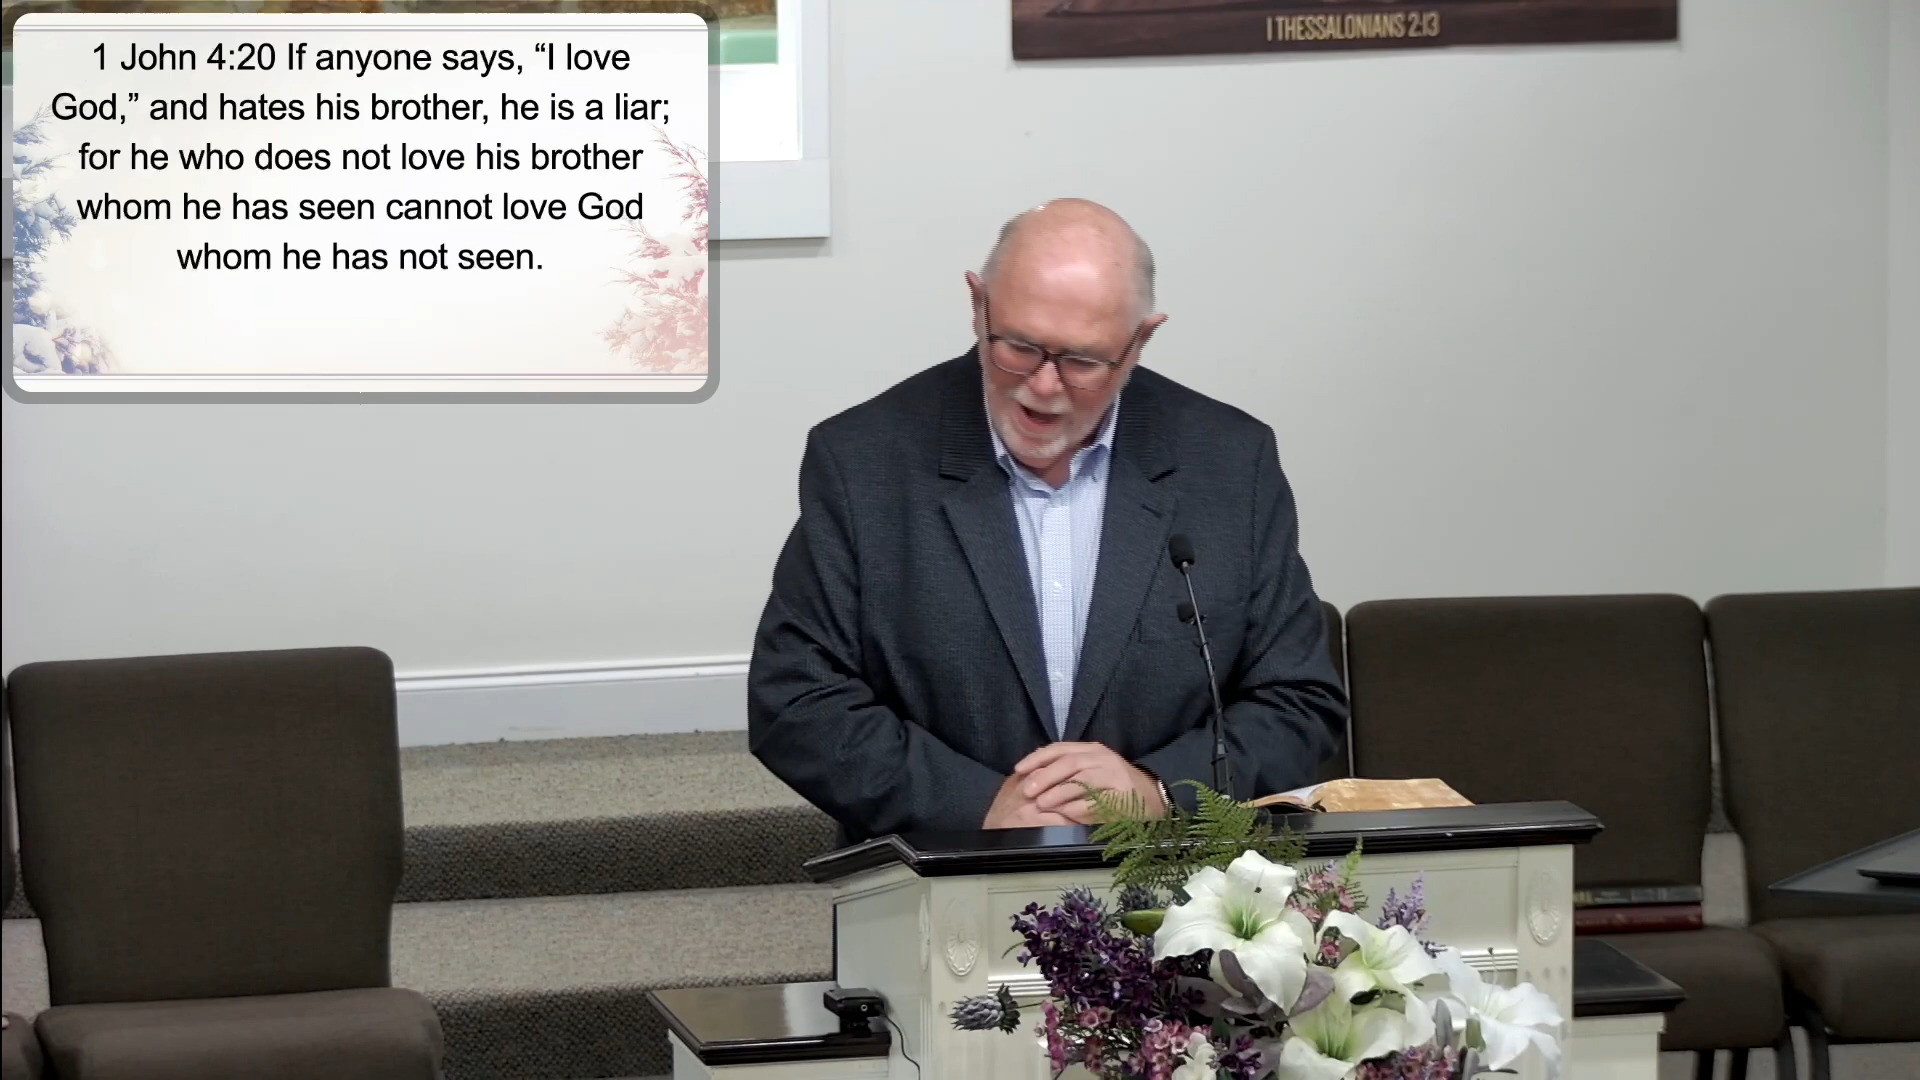 1 John 4:20 If anyone says, “I love
God,” and hates his brother, he is a liar;
for he who does not love his brother
whom he has seen cannot love God
whom he has not seen.
I THESSALONIANS 2:13